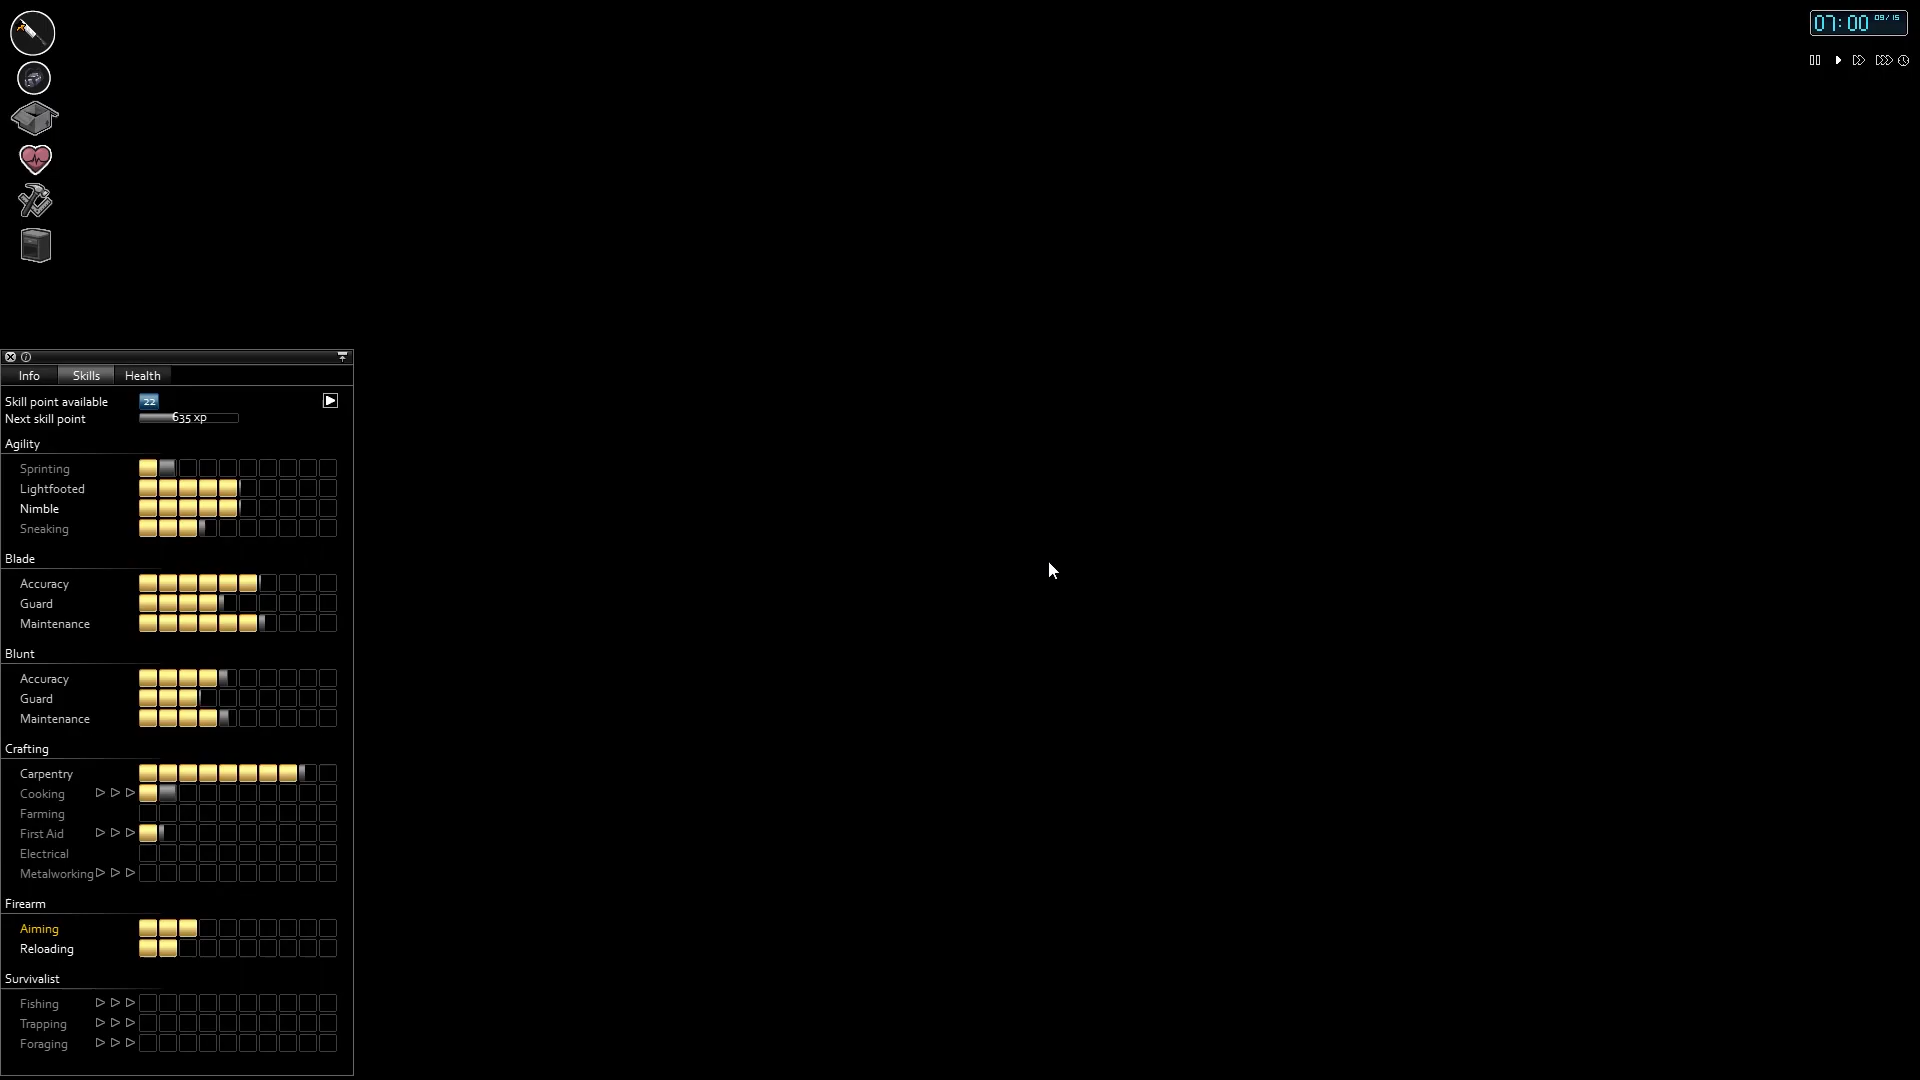 07:00 09/15
Info Skills Health
Skill point available 22
Next skill point 635 xp
Agility
Sprinting
Lightfooted
Nimble
Sneaking
Blade
Accuracy
Guard
Maintenance
Blunt
Accuracy
Guard
Maintenance
Crafting
Carpentry
Cooking
Farming
First Aid
Electrical
Metalworking
Firearm
Aiming
Reloading
Survivalist
Fishing
Trapping
Foraging